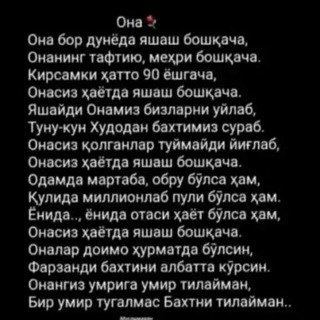 Она🥀
Она бор дунёда яшаш бошқача,
Онанинг тафтию, меҳри бошқача.
Кирсамки ҳатто 90 ёшгача,
Онасиз ҳаётда яшаш бошқача.
Яшайди Онамиз бизларни уйлаб,
Туну-кун Худодан бахтимиз сураб.
Онасиз қолганлар туймайди йиғлаб,
Онасиз ҳаётда яшаш бошқача.
Одамда мартаба, обру бўлса ҳам,
Қулида миллионлаб пули бўлса ҳам.
Ёнида.., ёнида отаси ҳаёт бўлса ҳам,
Онасиз ҳаётда яшаш бошқача.
Оналар доимо ҳурматда бўлсин,
Фарзанди бахтини албатта кўрсин.
Онангиз умрига умир тилайман,
Бир умир тугалмас Бахтни тилайман..